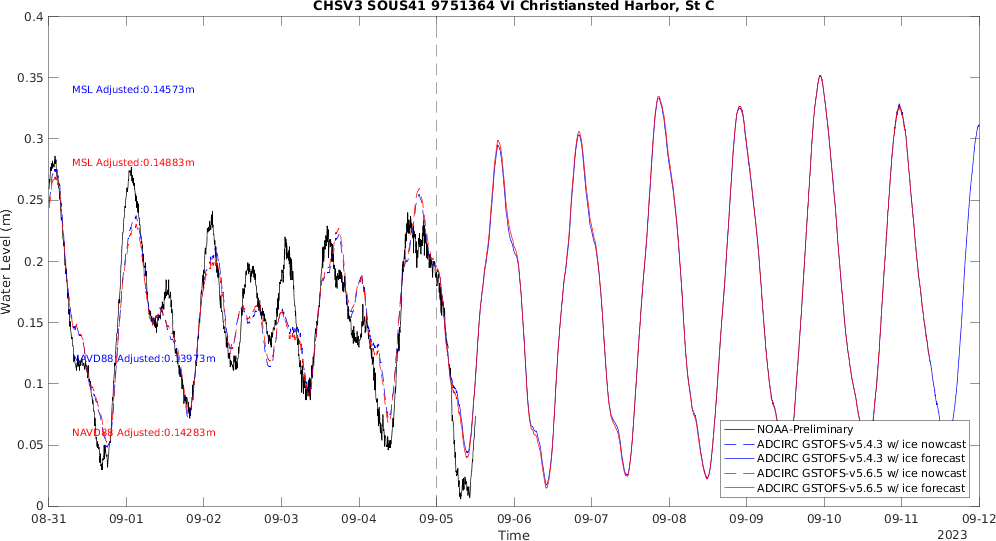 CHSV3 SOUS41 9751364 VI Christiansted Harbor, St C
0.4
0.35
0.3
0.25
0.2
0.15
0.1
0.05
0
Water Level (m)
MSL Adjusted:0.14573m
MSL Adjusted:0.14883m
NAVD88 Adjusted:0.13973m
NAVD88 Adjusted:0.14283m
NOAA-Preliminary
ADCIRC GSTOFS-v5.4.3 w/ ice nowcast
ADCIRC GSTOFS-v5.4.3 w/ ice forecast
ADCIRC GSTOFS-v5.6.5 w/ ice nowcast
ADCIRC GSTOFS-v5.6.5 w/ ice forecast
08-31 09-01 09-02 09-03 09-04 09-05 09-06 09-07 09-08 09-09 09-10 09-11 09-12
Time
2023